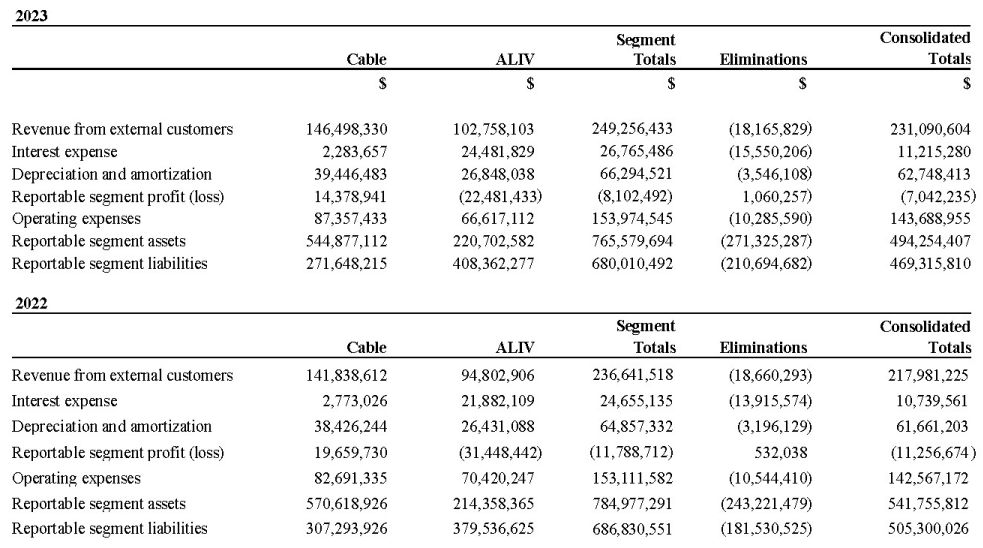 2023
Segment Consolidated
Cable ALIV Totals Eliminations Totals
$ $ $ $ $
Revenue from external customers 146,498,330 102,758,103 249,256,433 (18,165,829) 231,090,604
Interest expense 2,283,657 24,481,829 26,765,486 (15,550,206) 11,215,280
Depreciation and amortization 39,446,483 26,848,038 66,294,521 (3,546,108) 62,748,413
Reportable segment profit (loss) 14,378,941 (22,481,433) (8,102,492) 1,060,257 (7,042,235)
Operating expenses 87,357,433 66,617,112 153,974,545 (10,285,590) 143,688,955
Reportable segment assets 544,877,112 220,702,582 765,579,694 (271,325,287) 494,254,407
Reportable segment liabilities 271,648,215 408,362,277 680,010,492 (210,694,682) 469,315,810
2022
Segment Consolidated
Cable ALIV Totals Eliminations Totals
Revenue from external customers 141,838,612 94,802,906 236,641,518 (18,660,293) 217,981,225
Interest expense 2,773,026 21,882,109 24,655,135 (13,915,574) 10,739,561
Depreciation and amortization 38,426,244 26,431,088 64,857,332 (3,196,129) 61,661,203
Reportable segment profit (loss) 19,659,730 (31,448,442) (11,788,712) 532,038 (11,256,674)
Operating expenses 82,691,335 70,420,247 153,111,582 (10,544,410) 142,567,172
Reportable segment assets 570,618,926 214,358,365 784,977,291 (243,221,479) 541,755,812
Reportable segment liabilities 307,293,926 379,536,625 686,830,551 (181,530,525) 505,300,026